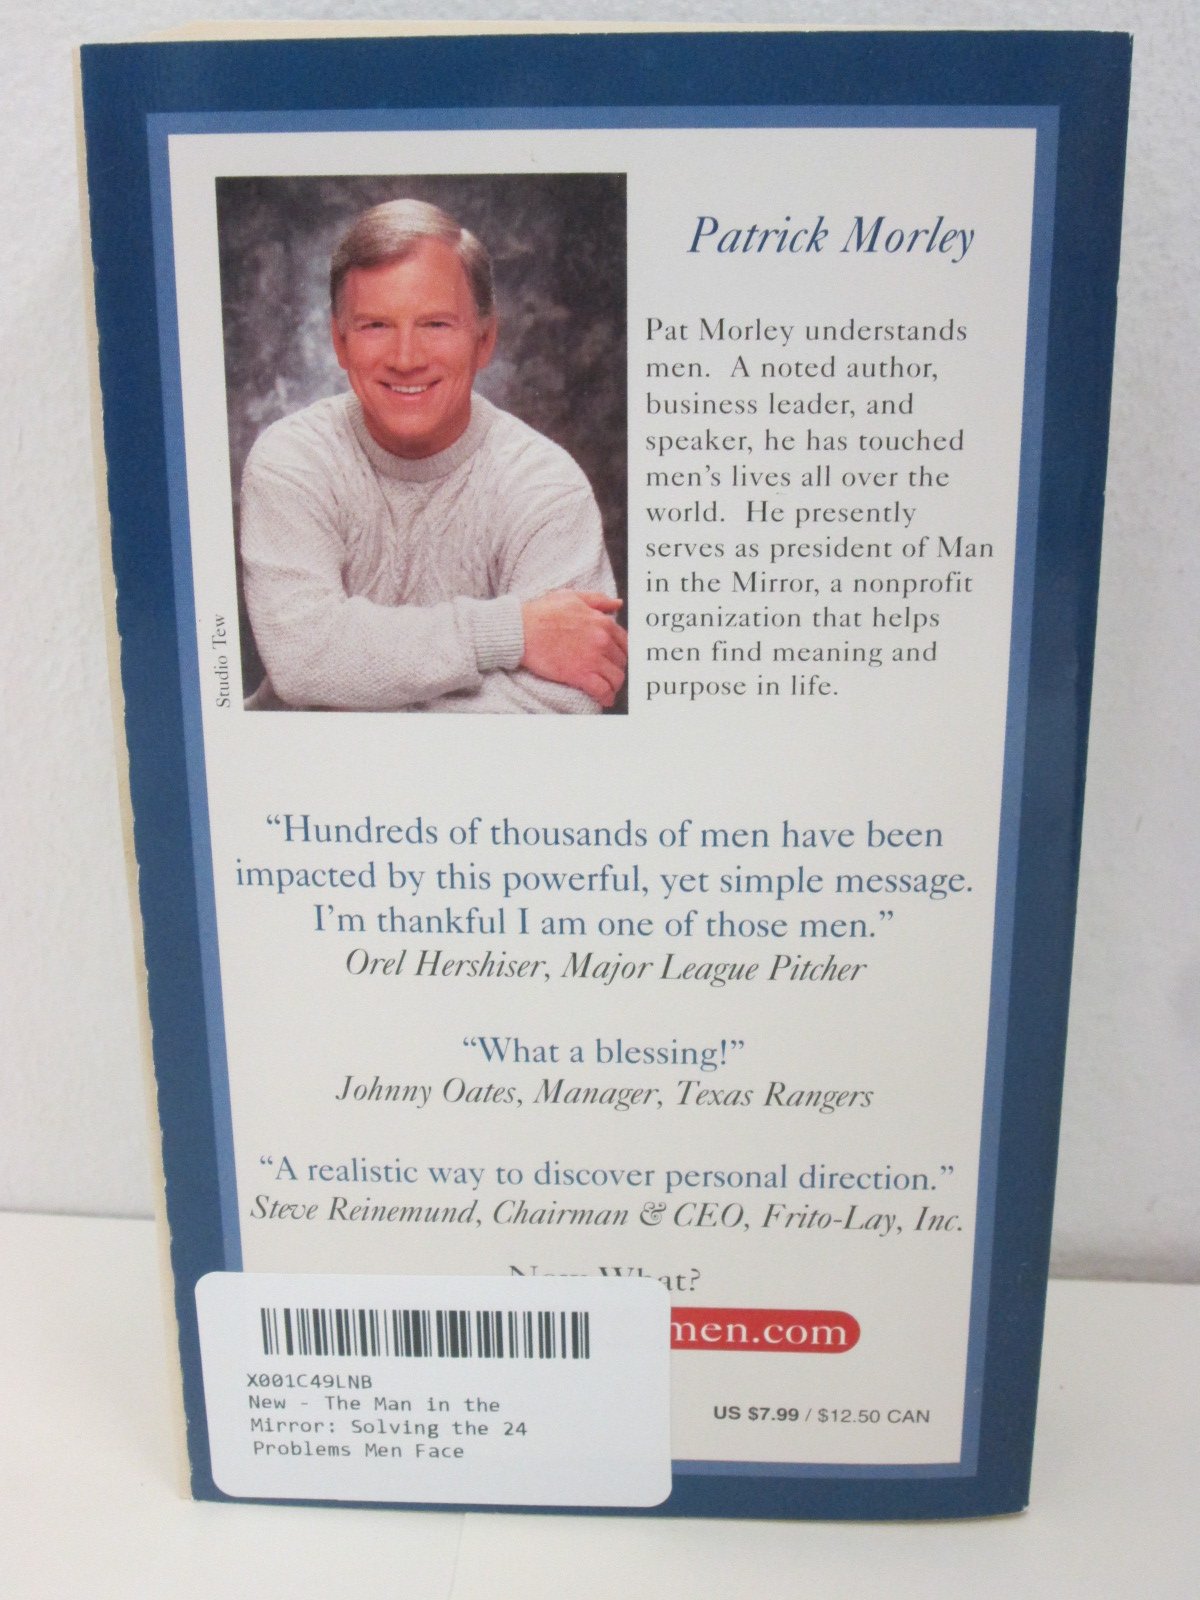 Patrick Morley
Pat Morley understands
men. A noted author,
business leader, and
speaker, he has touched
men's lives all over the
world. He presently
serves as president of Man
in the Mirror, a nonprofit
organization that helps
men find meaning and
purpose in life.
Studio Tew
“Hundreds of thousands of men have been
impacted by this powerful, yet simple message.
I'm thankful I am one of those men.”
Orel Hershiser, Major League Pitcher
“What a blessing!”
Johnny Oates, Manager, Texas Rangers
“A realistic way to discover personal direction.”
Steve Reinemund, Chairman & CEO, Frito-Lay, Inc.
Now What?
men.com
X001C49LNB
New - The Man in the
Mirror: Solving the 24
Problems Men Face
US $7.99 / $12.50 CAN